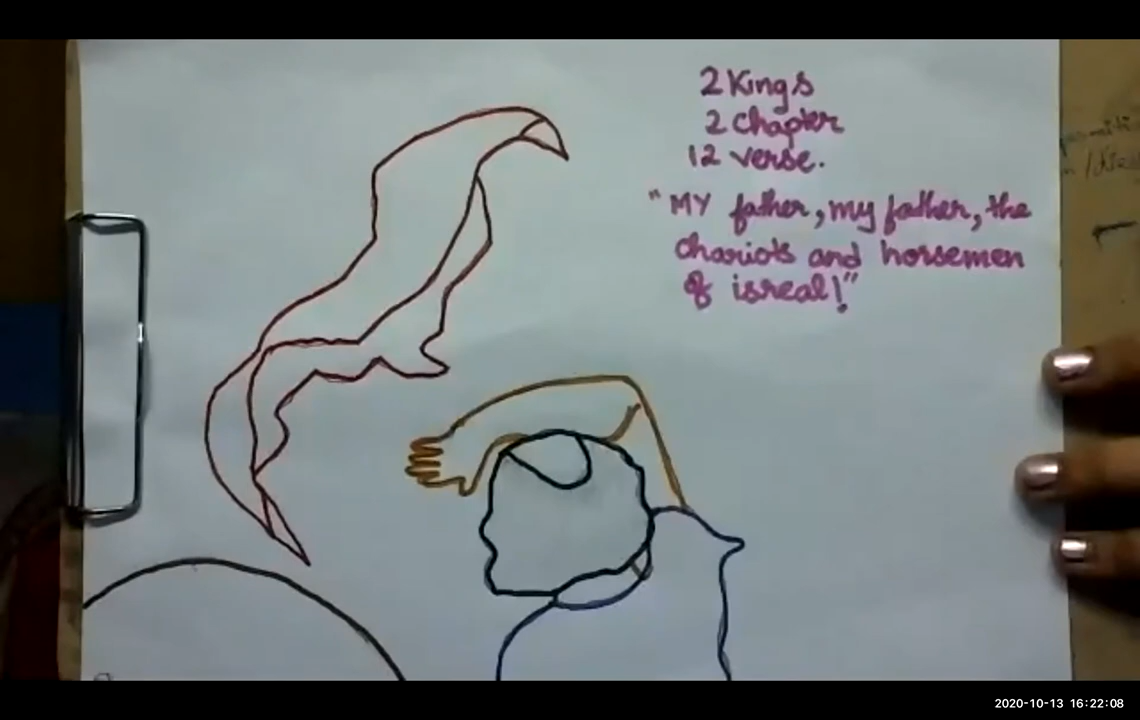 2 Kings
2 Chapter
12 verse.
"MY father, my father, the
chariots and horsemen
of isreal!"
2020-10-13 16:22:08